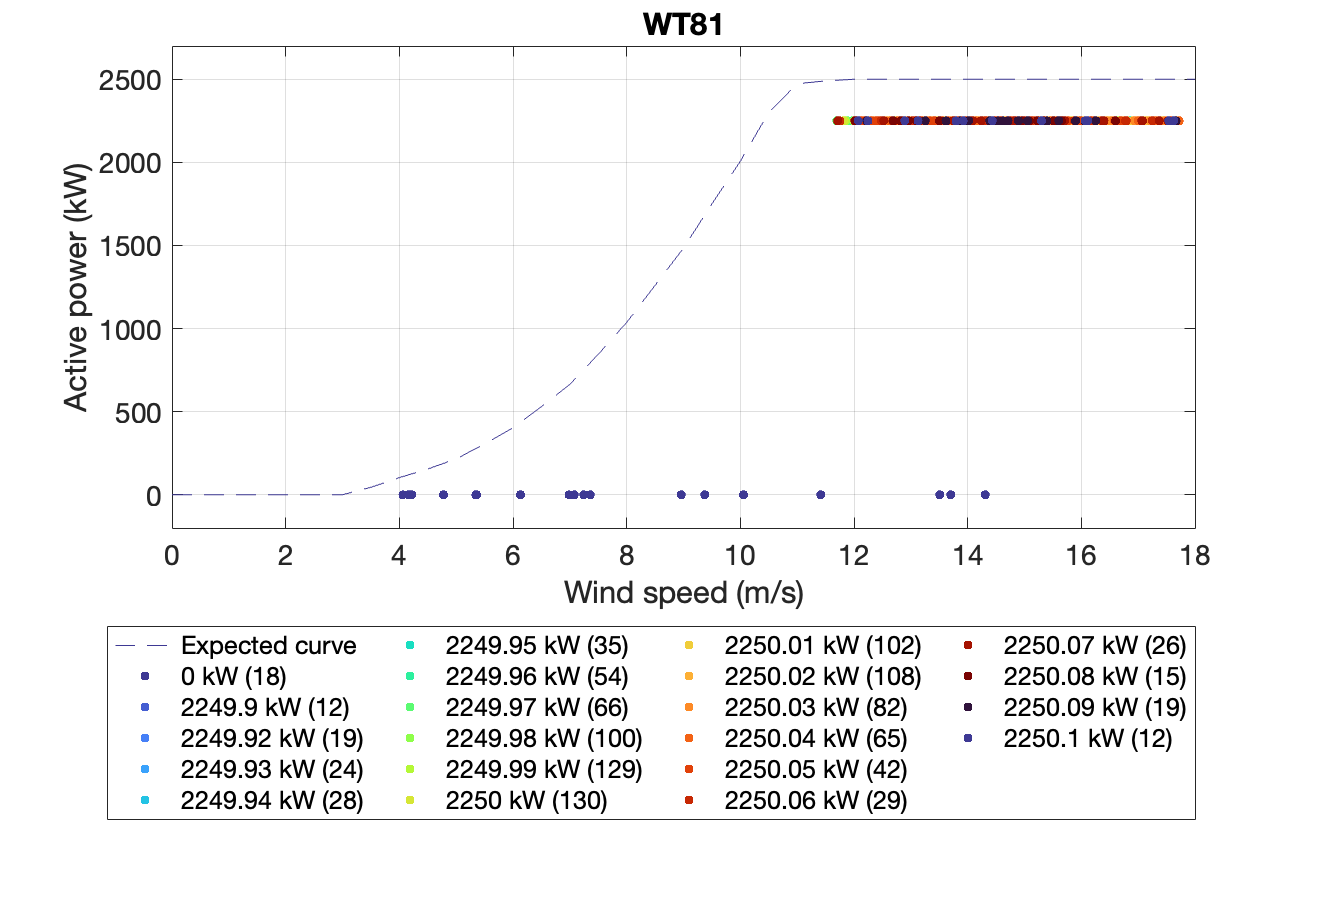 WT81
2500
2000
1500
1000
500
0
Active power (kW)
0 2 4 6 8 10 12 14 16 18
Wind speed (m/s)
Expected curve
0 kW (18)
2249.9 kW (12)
2249.92 kW (19)
2249.93 kW (24)
2249.94 kW (28)
2249.95 kW (35)
2249.96 kW (54)
2249.97 kW (66)
2249.98 kW (100)
2249.99 kW (129)
2250 kW (130)
2250.01 kW (102)
2250.02 kW (108)
2250.03 kW (82)
2250.04 kW (65)
2250.05 kW (42)
2250.06 kW (29)
2250.07 kW (26)
2250.08 kW (15)
2250.09 kW (19)
2250.1 kW (12)